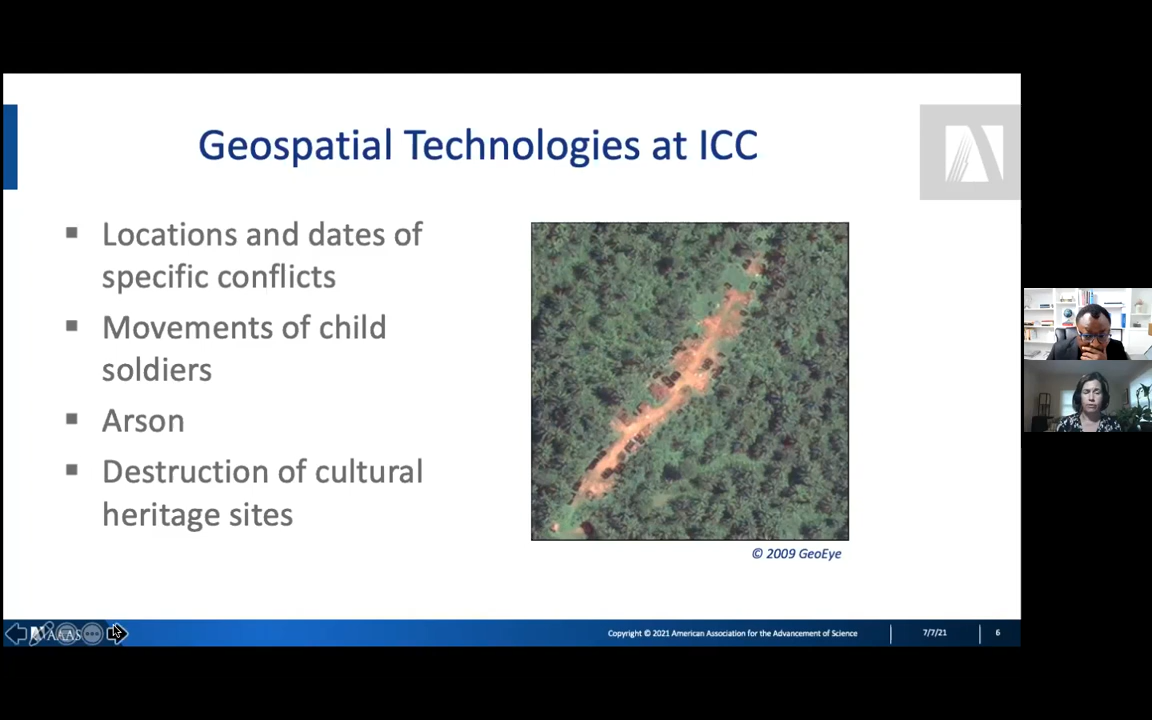 Geospatial Technologies at ICC
▪ Locations and dates of
specific conflicts
▪ Movements of child
soldiers
▪ Arson
▪ Destruction of cultural
heritage sites
© 2009 GeoEye
AAAS
Copyright © 2021 American Association for the Advancement of Science
7/7/21
6